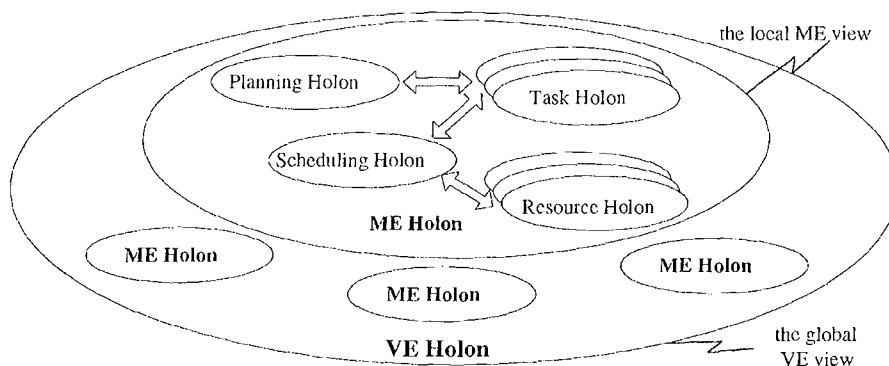 the local ME view
Planning Holon
Task Holon
Scheduling Holon
Resource Holon
ME Holon
ME Holon
ME Holon
ME Holon
VE Holon
the global
VE view